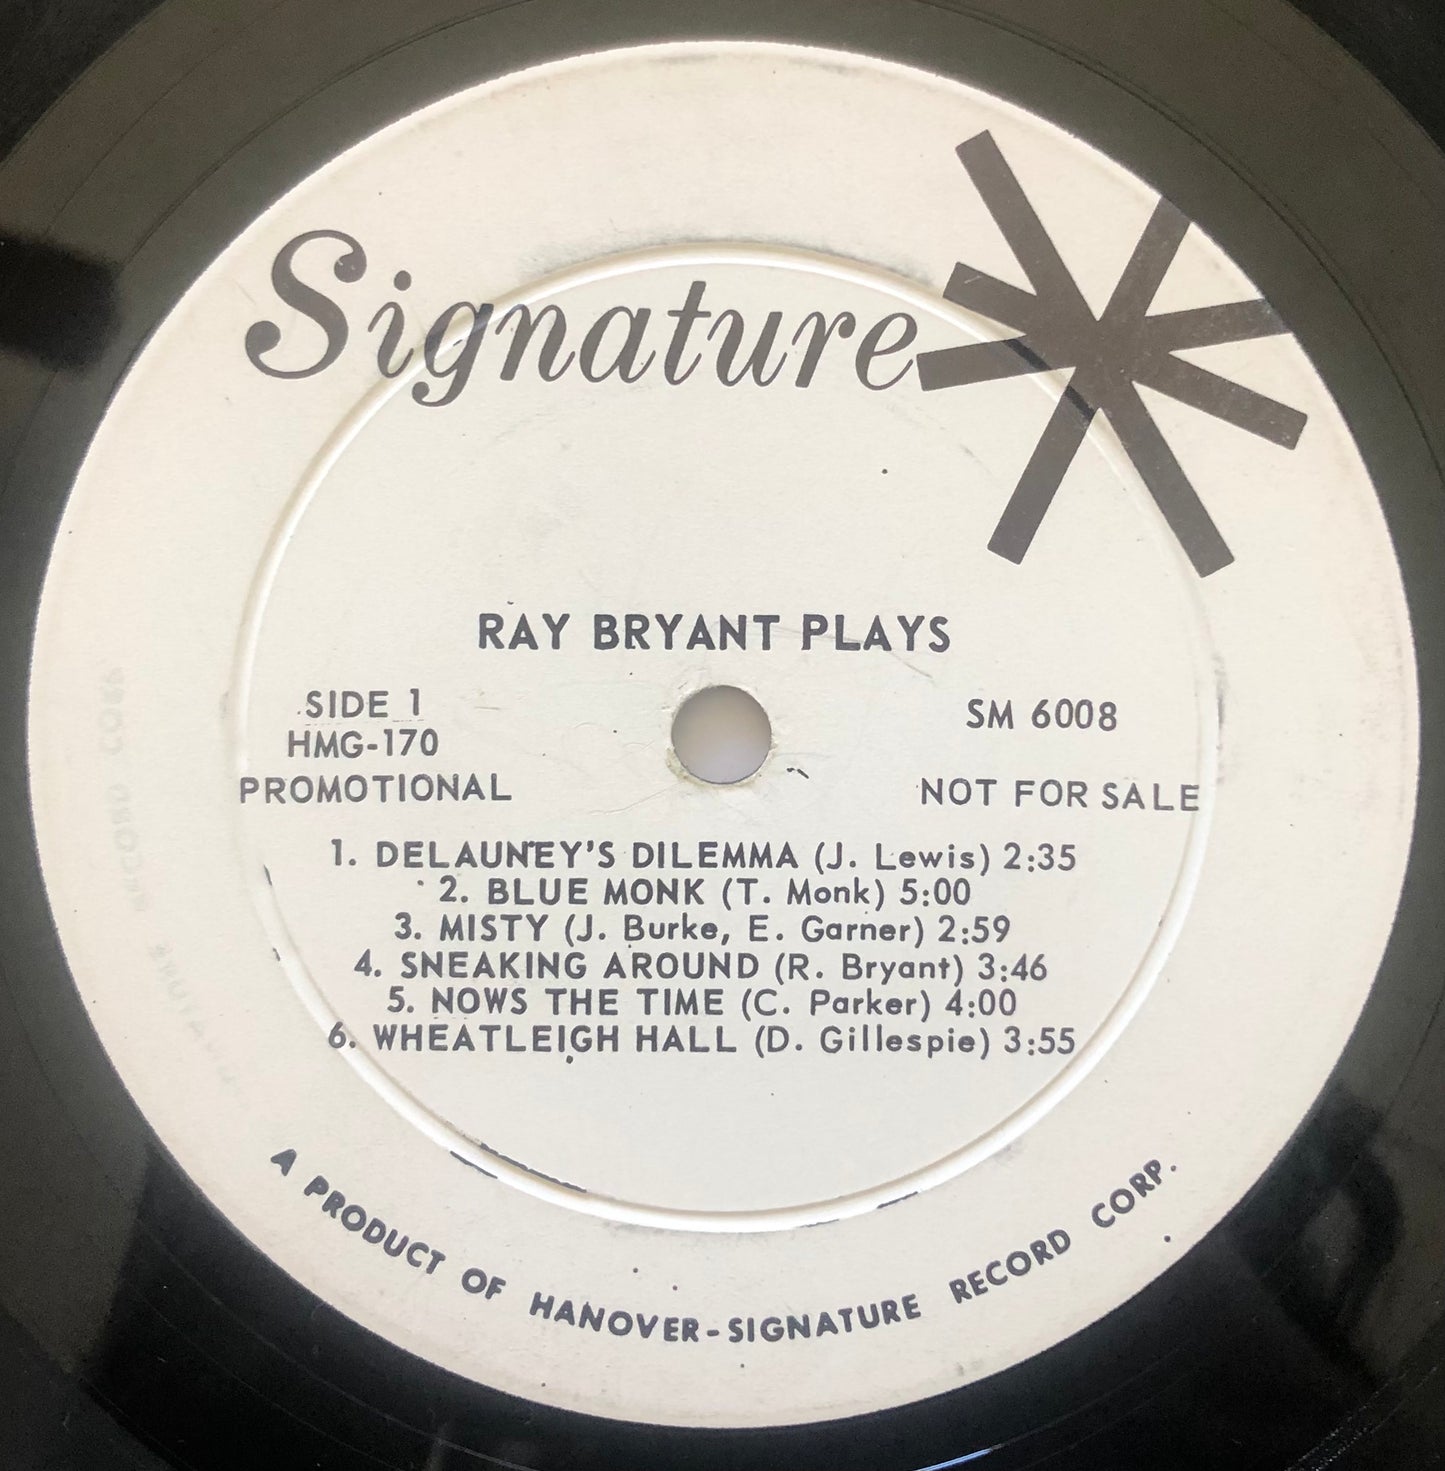 Signature
RAY BRYANT PLAYS
SIDE 1
HMG-170
PROMOTIONAL
SM 6008
NOT FOR SALE
1. DELAUNEY'S DILEMMA (J. Lewis) 2:35
2. BLUE MONK (T. Monk) 5:00
3. MISTY (J. Burke, E. Garner) 2:59
4. SNEAKING AROUND (R. Bryant) 3:46
5. NOWS THE TIME (C. Parker) 4:00
6. WHEATLEIGH HALL (D. Gillespie) 3:55
A PRODUCT OF HANOVER-SIGNATURE RECORD CORP.